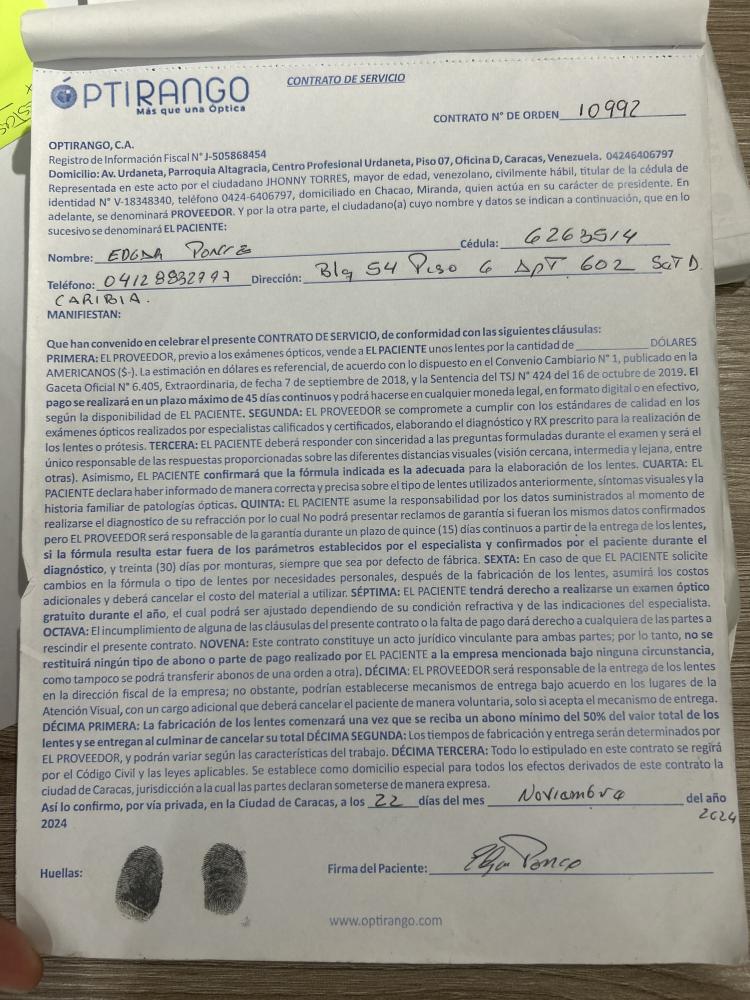 ÓPTIRANGO
Más que una Óptica
CONTRATO DE SERVICIO
CONTRATO N° DE ORDEN 10992
OPTIRANGO, C.A.
Registro de Información Fiscal N° J-505868454
Domicilio: Av. Urdaneta, Parroquia Altagracia, Centro Profesional Urdaneta, Piso 07, Oficina D, Caracas, Venezuela. 04246406797
Representada en este acto por el ciudadano JHONNY TORRES, mayor de edad, venezolano, civilmente hábil, titular de la cédula de
identidad N° V-18348340, teléfono 0424-6406797, domiciliado en Chacao, Miranda, quien actúa en su carácter de presidente. En
adelante, se denominará PROVEEDOR. Y por la otra parte, el ciudadano(a) cuyo nombre y datos se indican a continuación, que en lo
sucesivo se denominará EL PACIENTE:
Nombre: EDGAR Cédula: 6263514
Teléfono: 04128832797 Dirección: Blq 54 Piso 6 APT 602
CARIBIA.
MANIFIESTAN:
Que han convenido en celebrar el presente CONTRATO DE SERVICIO, de conformidad con las siguientes cláusulas:
PRIMERA: EL PROVEEDOR, previo a los exámenes ópticos, vende a EL PACIENTE unos lentes por la cantidad de ____________ DÓLARES
AMERICANOS ($-). La estimación en dólares es referencial, de acuerdo con lo dispuesto en el Convenio Cambiario N° 1, publicado en la
Gaceta Oficial N° 6.405, Extraordinaria, de fecha 7 de septiembre de 2018, y la Sentencia del TSJ N° 424 del 16 de octubre de 2019. El
pago se realizará en un plazo máximo de 45 días continuos y podrá hacerse en cualquier moneda legal, en formato digital o en efectivo,
según la disponibilidad de EL PACIENTE. SEGUNDA: EL PROVEEDOR se compromete a cumplir con los estándares de calidad en los
exámenes ópticos realizados por especialistas calificados y certificados, elaborando el diagnóstico y RX prescrito para la realización de
los lentes o prótesis. TERCERA: EL PACIENTE deberá responder con sinceridad a las preguntas formuladas durante el examen y será el
único responsable de las respuestas proporcionadas sobre las diferentes distancias visuales (visión cercana, intermedia y lejana, entre
otras). Asimismo, EL PACIENTE confirmará que la fórmula indicada es la adecuada para la elaboración de los lentes. CUARTA: EL
PACIENTE declara haber informado de manera correcta y precisa sobre el tipo de lentes utilizados anteriormente, síntomas visuales y la
historia familiar de patologías ópticas. QUINTA: EL PACIENTE asume la responsabilidad por los datos suministrados al momento de
realizarse el diagnostico de su refracción por lo cual No podrá presentar reclamos de garantía si fueran los mismos datos confirmados
pero EL PROVEEDOR será responsable de la garantía durante un plazo de quince (15) días continuos a partir de la entrega de los lentes,
si la fórmula resulta estar fuera de los parámetros establecidos por el especialista y confirmados por el paciente durante el
diagnóstico, y treinta (30) días por monturas, siempre que sea por defecto de fábrica. SEXTA: En caso de que EL PACIENTE solicite
cambios en la fórmula o tipo de lentes por necesidades personales, después de la fabricación de los lentes, asumirá los costos
adicionales y deberá cancelar el costo del material a utilizar. SÉPTIMA: EL PACIENTE tendrá derecho a realizarse un examen óptico
gratuito durante el año, el cual podrá ser ajustado dependiendo de su condición refractiva y de las indicaciones del especialista.
OCTAVA: El incumplimiento de alguna de las cláusulas del presente contrato o la falta de pago dará derecho a cualquiera de las partes a
rescindir el presente contrato. NOVENA: Este contrato constituye un acto jurídico vinculante para ambas partes; por lo tanto, no se
restituirá ningún tipo de abono o parte de pago realizado por EL PACIENTE a la empresa mencionada bajo ninguna circunstancia,
como tampoco se podrá transferir abonos de una orden a otra). DÉCIMA: EL PROVEEDOR será responsable de la entrega de los lentes
en la dirección fiscal de la empresa; no obstante, podrían establecerse mecanismos de entrega bajo acuerdo en los lugares de la
Atención Visual, con un cargo adicional que deberá cancelar el paciente de manera voluntaria, solo si acepta el mecanismo de entrega.
DÉCIMA PRIMERA: La fabricación de los lentes comenzará una vez que se reciba un abono mínimo del 50% del valor total de los
lentes y se entregan al culminar de cancelar su total DÉCIMA SEGUNDA: Los tiempos de fabricación y entrega serán determinados por
EL PROVEEDOR, y podrán variar según las características del trabajo. DÉCIMA TERCERA: Todo lo estipulado en este contrato se regirá
por el Código Civil y las leyes aplicables. Se establece como domicilio especial para todos los efectos derivados de este contrato la
ciudad de Caracas, jurisdicción a la cual las partes declaran someterse de manera expresa.
Así lo confirmo, por vía privada, en la Ciudad de Caracas, a los 22 días del mes Noviembre del año
2024 2024
Huellas:
Firma del Paciente:
www.optirango.com